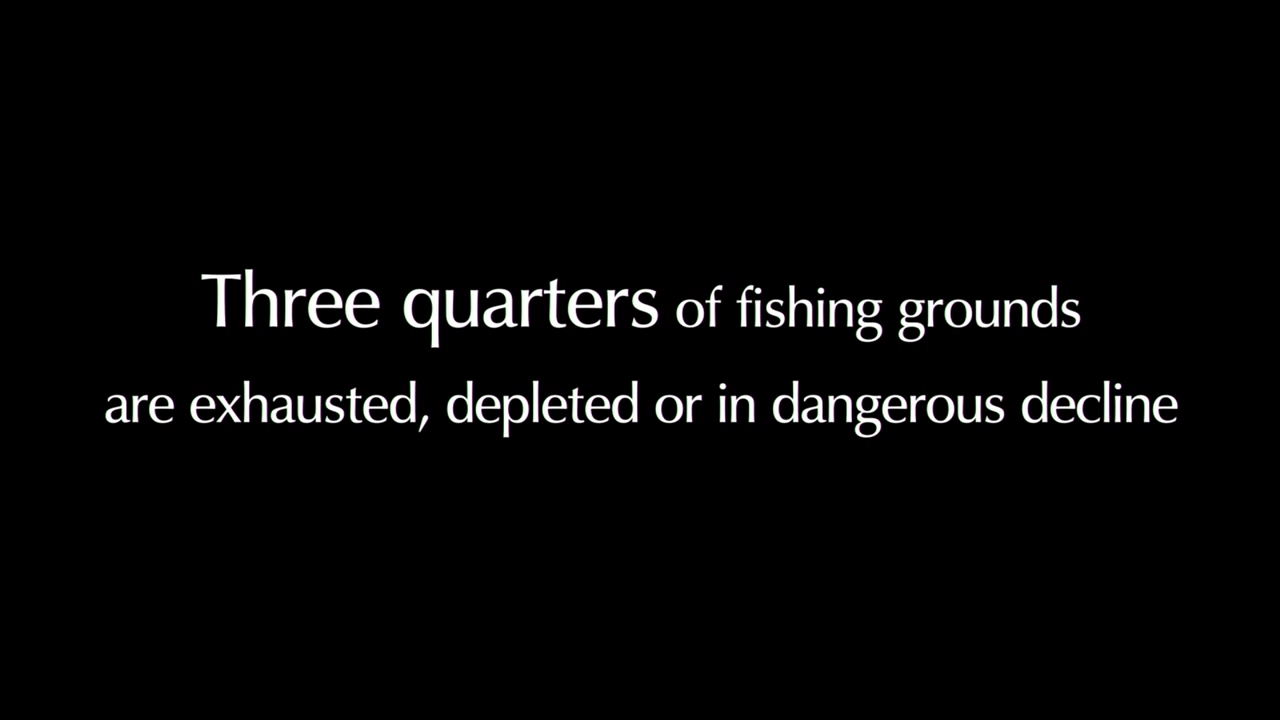 Three quarters of fishing grounds
are exhausted, depleted or in dangerous decline